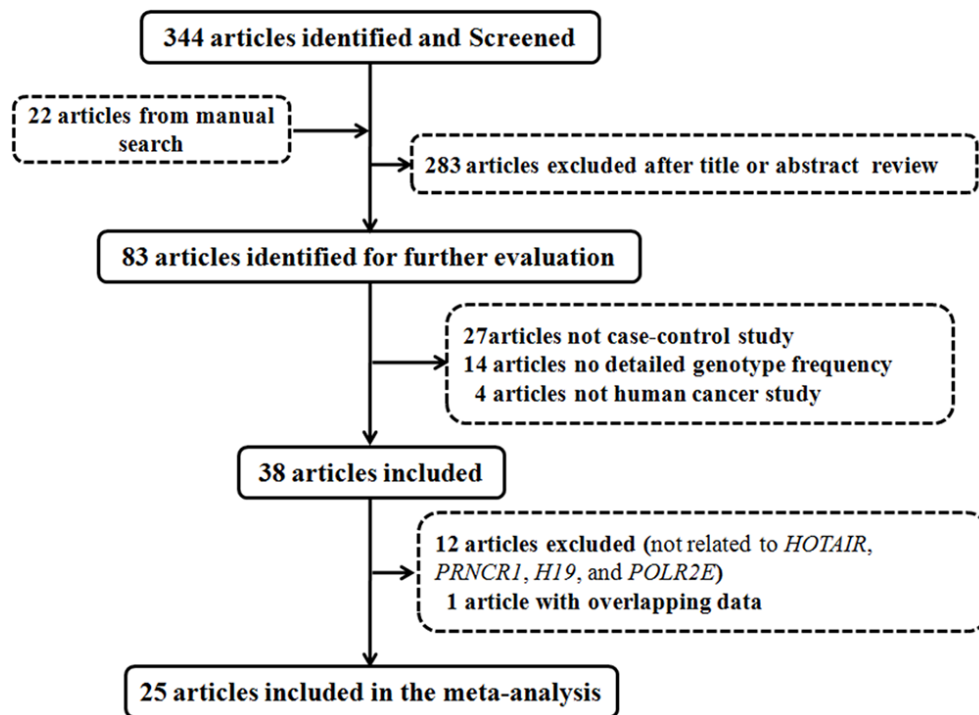 344 articles identified and Screened
22 articles from manual
search
283 articles excluded after title or abstract review
83 articles identified for further evaluation
27articles not case-control study
14 articles no detailed genotype frequency
4 articles not human cancer study
38 articles included
12 articles excluded (not related to HOTAIR,
PRNCR1, H19, and POLR2E)
1 article with overlapping data
25 articles included in the meta-analysis